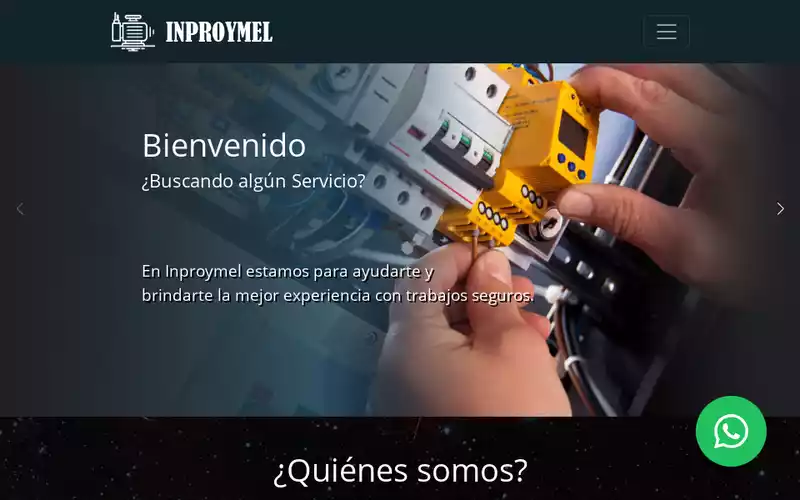 INPROYMEL
Bienvenido
¿Buscando algún Servicio?
En Inproymel estamos para ayudarte y
brindarte la mejor experiencia con trabajos seguros.
¿Quiénes somos?